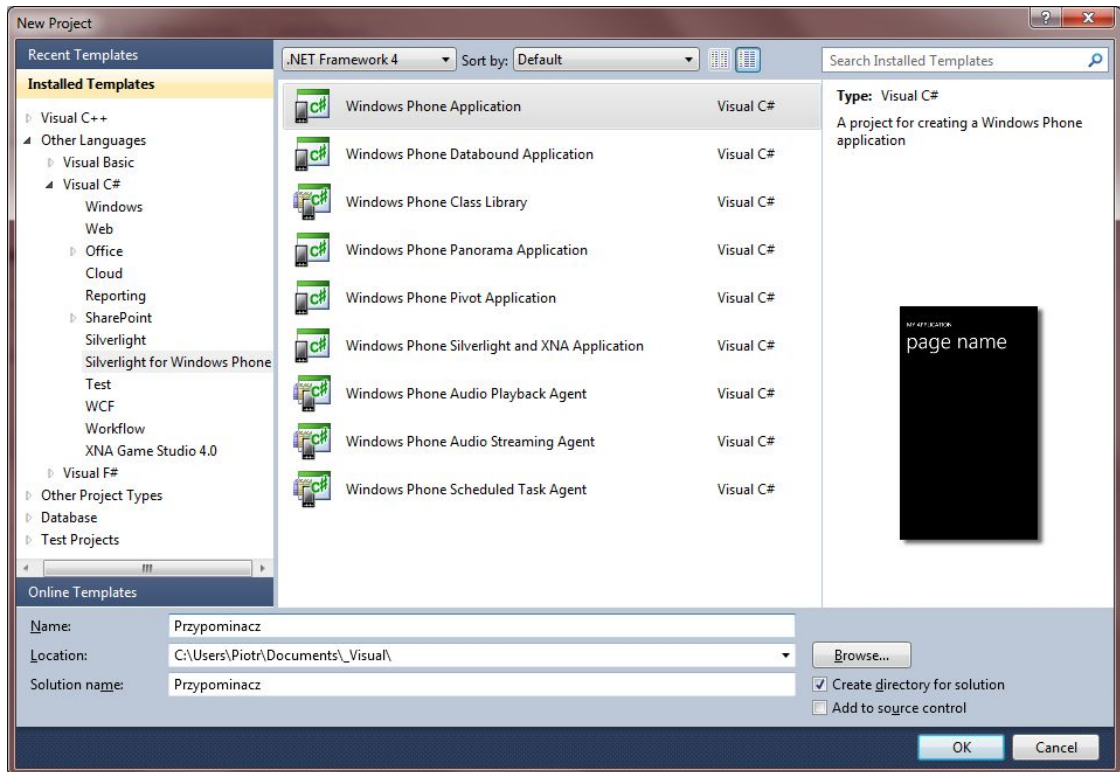 New Project
Recent Templates
Installed Templates
Visual C++
Other Languages
Visual Basic
Visual C#
Windows
Web
Office
Cloud
Reporting
SharePoint
Silverlight
Silverlight for Windows Phone
Test
WCF
Workflow
XNA Game Studio 4.0
Visual F#
Other Project Types
Database
Test Projects
Online Templates
.NET Framework 4 Sort by: Default
Windows Phone Application Visual C#
Windows Phone Databound Application Visual C#
Windows Phone Class Library Visual C#
Windows Phone Panorama Application Visual C#
Windows Phone Pivot Application Visual C#
Windows Phone Silverlight and XNA Application Visual C#
Windows Phone Audio Playback Agent Visual C#
Windows Phone Audio Streaming Agent Visual C#
Windows Phone Scheduled Task Agent Visual C#
Search Installed Templates
Type: Visual C#
A project for creating a Windows Phone
application
MY APPLICATION
page name
Name: Przypominacz
Location: C:\Users\Piotr\Documents\_Visual\
Browse...
Solution name: Przypominacz
Create directory for solution
Add to source control
OK Cancel